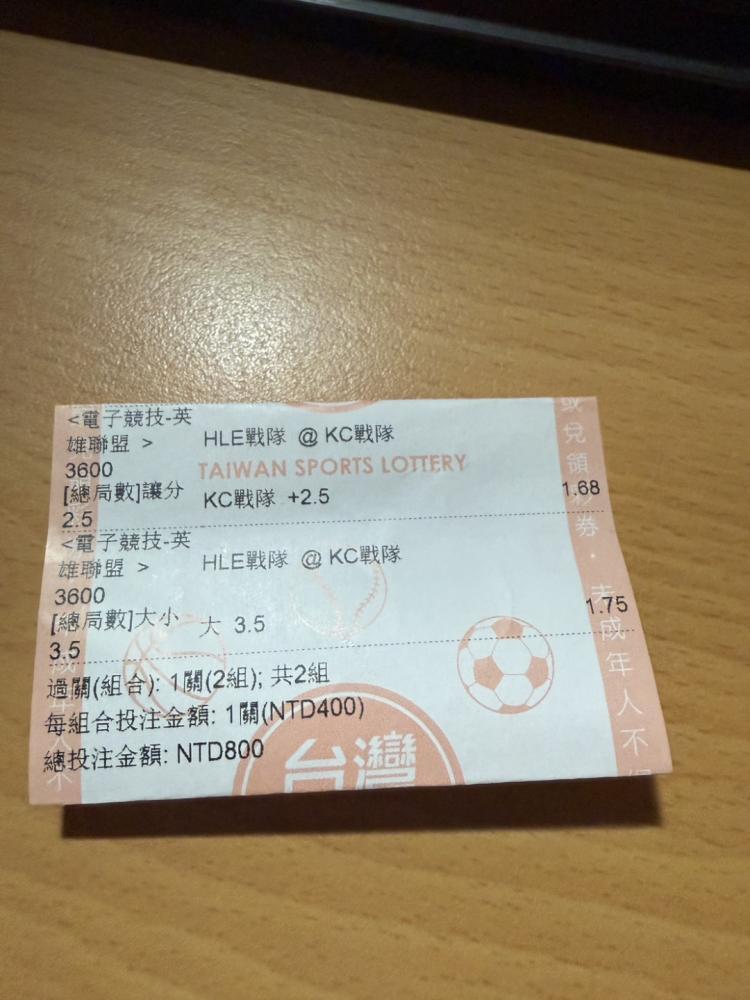 <電子競技-英
雄聯盟 >
3600
HLE戰隊 @ KC戰隊
TAIWAN SPORTS LOTTERY
[總局數]讓分
2.5
KC戰隊 +2.5
1.68
<電子競技-英
雄聯盟 >
3600
HLE戰隊 @ KC戰隊
[總局數]大小
3.5
大 3.5
1.75
過關(組合): 1關(2組); 共2組
每組合投注金額: 1關(NTD400)
總投注金額: NTD800
台灣
或兌領彩券・未成年人不